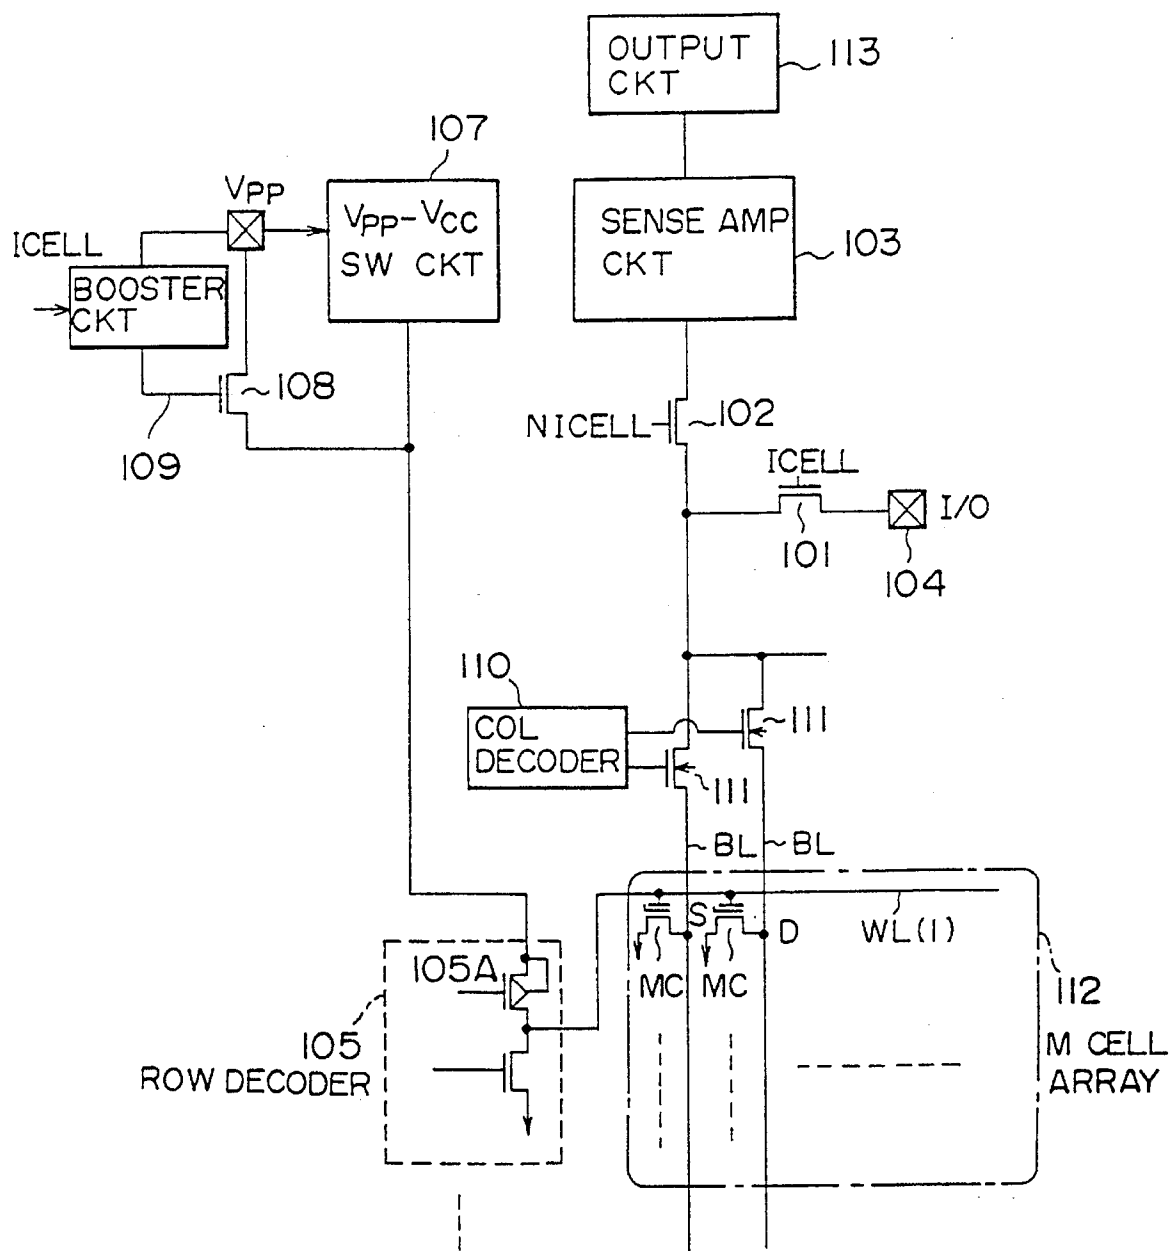 OUTPUT
CKT
113
107
VPP
VPP-VCC
SW CKT
SENSE AMP
CKT
103
ICELL
BOOSTER
CKT
108
109
NICELL
102
ICELL
I/O
101
104
110
COL
DECODER
111
111
BL
BL
S
D
WL(1)
MC
MC
112
M CELL
ARRAY
105A
105
ROW DECODER